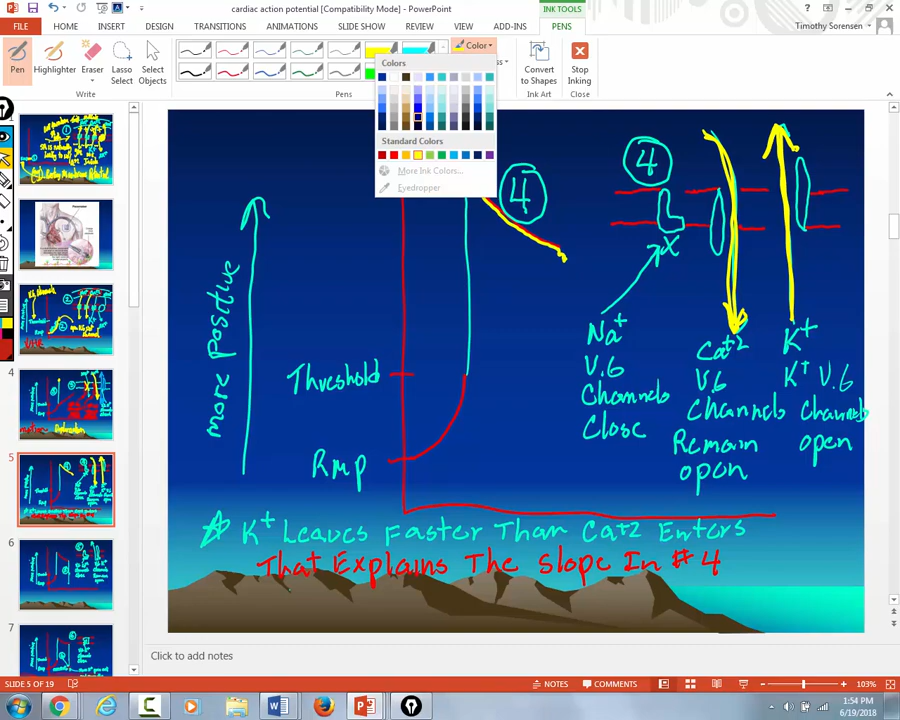 cardiac action potential [Compatibility Mode] - PowerPoint
INK TOOLS
FILE HOME INSERT DESIGN TRANSITIONS ANIMATIONS SLIDE SHOW REVIEW VIEW ADD-INS PENS
Timothy Sorensen
Pen Highlighter Eraser Lasso Select Select Objects
Color
Convert to Shapes
Stop Inking
Write Pens Ink Art Close
Colors
Standard Colors
More Ink Colors...
Eyedropper
4
5
6
7
4
4
more positive
Threshold
Rmp
X
Na+
V.G
Channels
Close
Ca+2
V.G
Channels
Remain
open
K+
K+ V.G
Channels
open
K+ Leaves Faster Than Ca+2 Enters
That Explains The Slope In #4
Click to add notes
SLIDE 5 OF 19
NOTES COMMENTS 103%
1:54 PM
6/19/2018